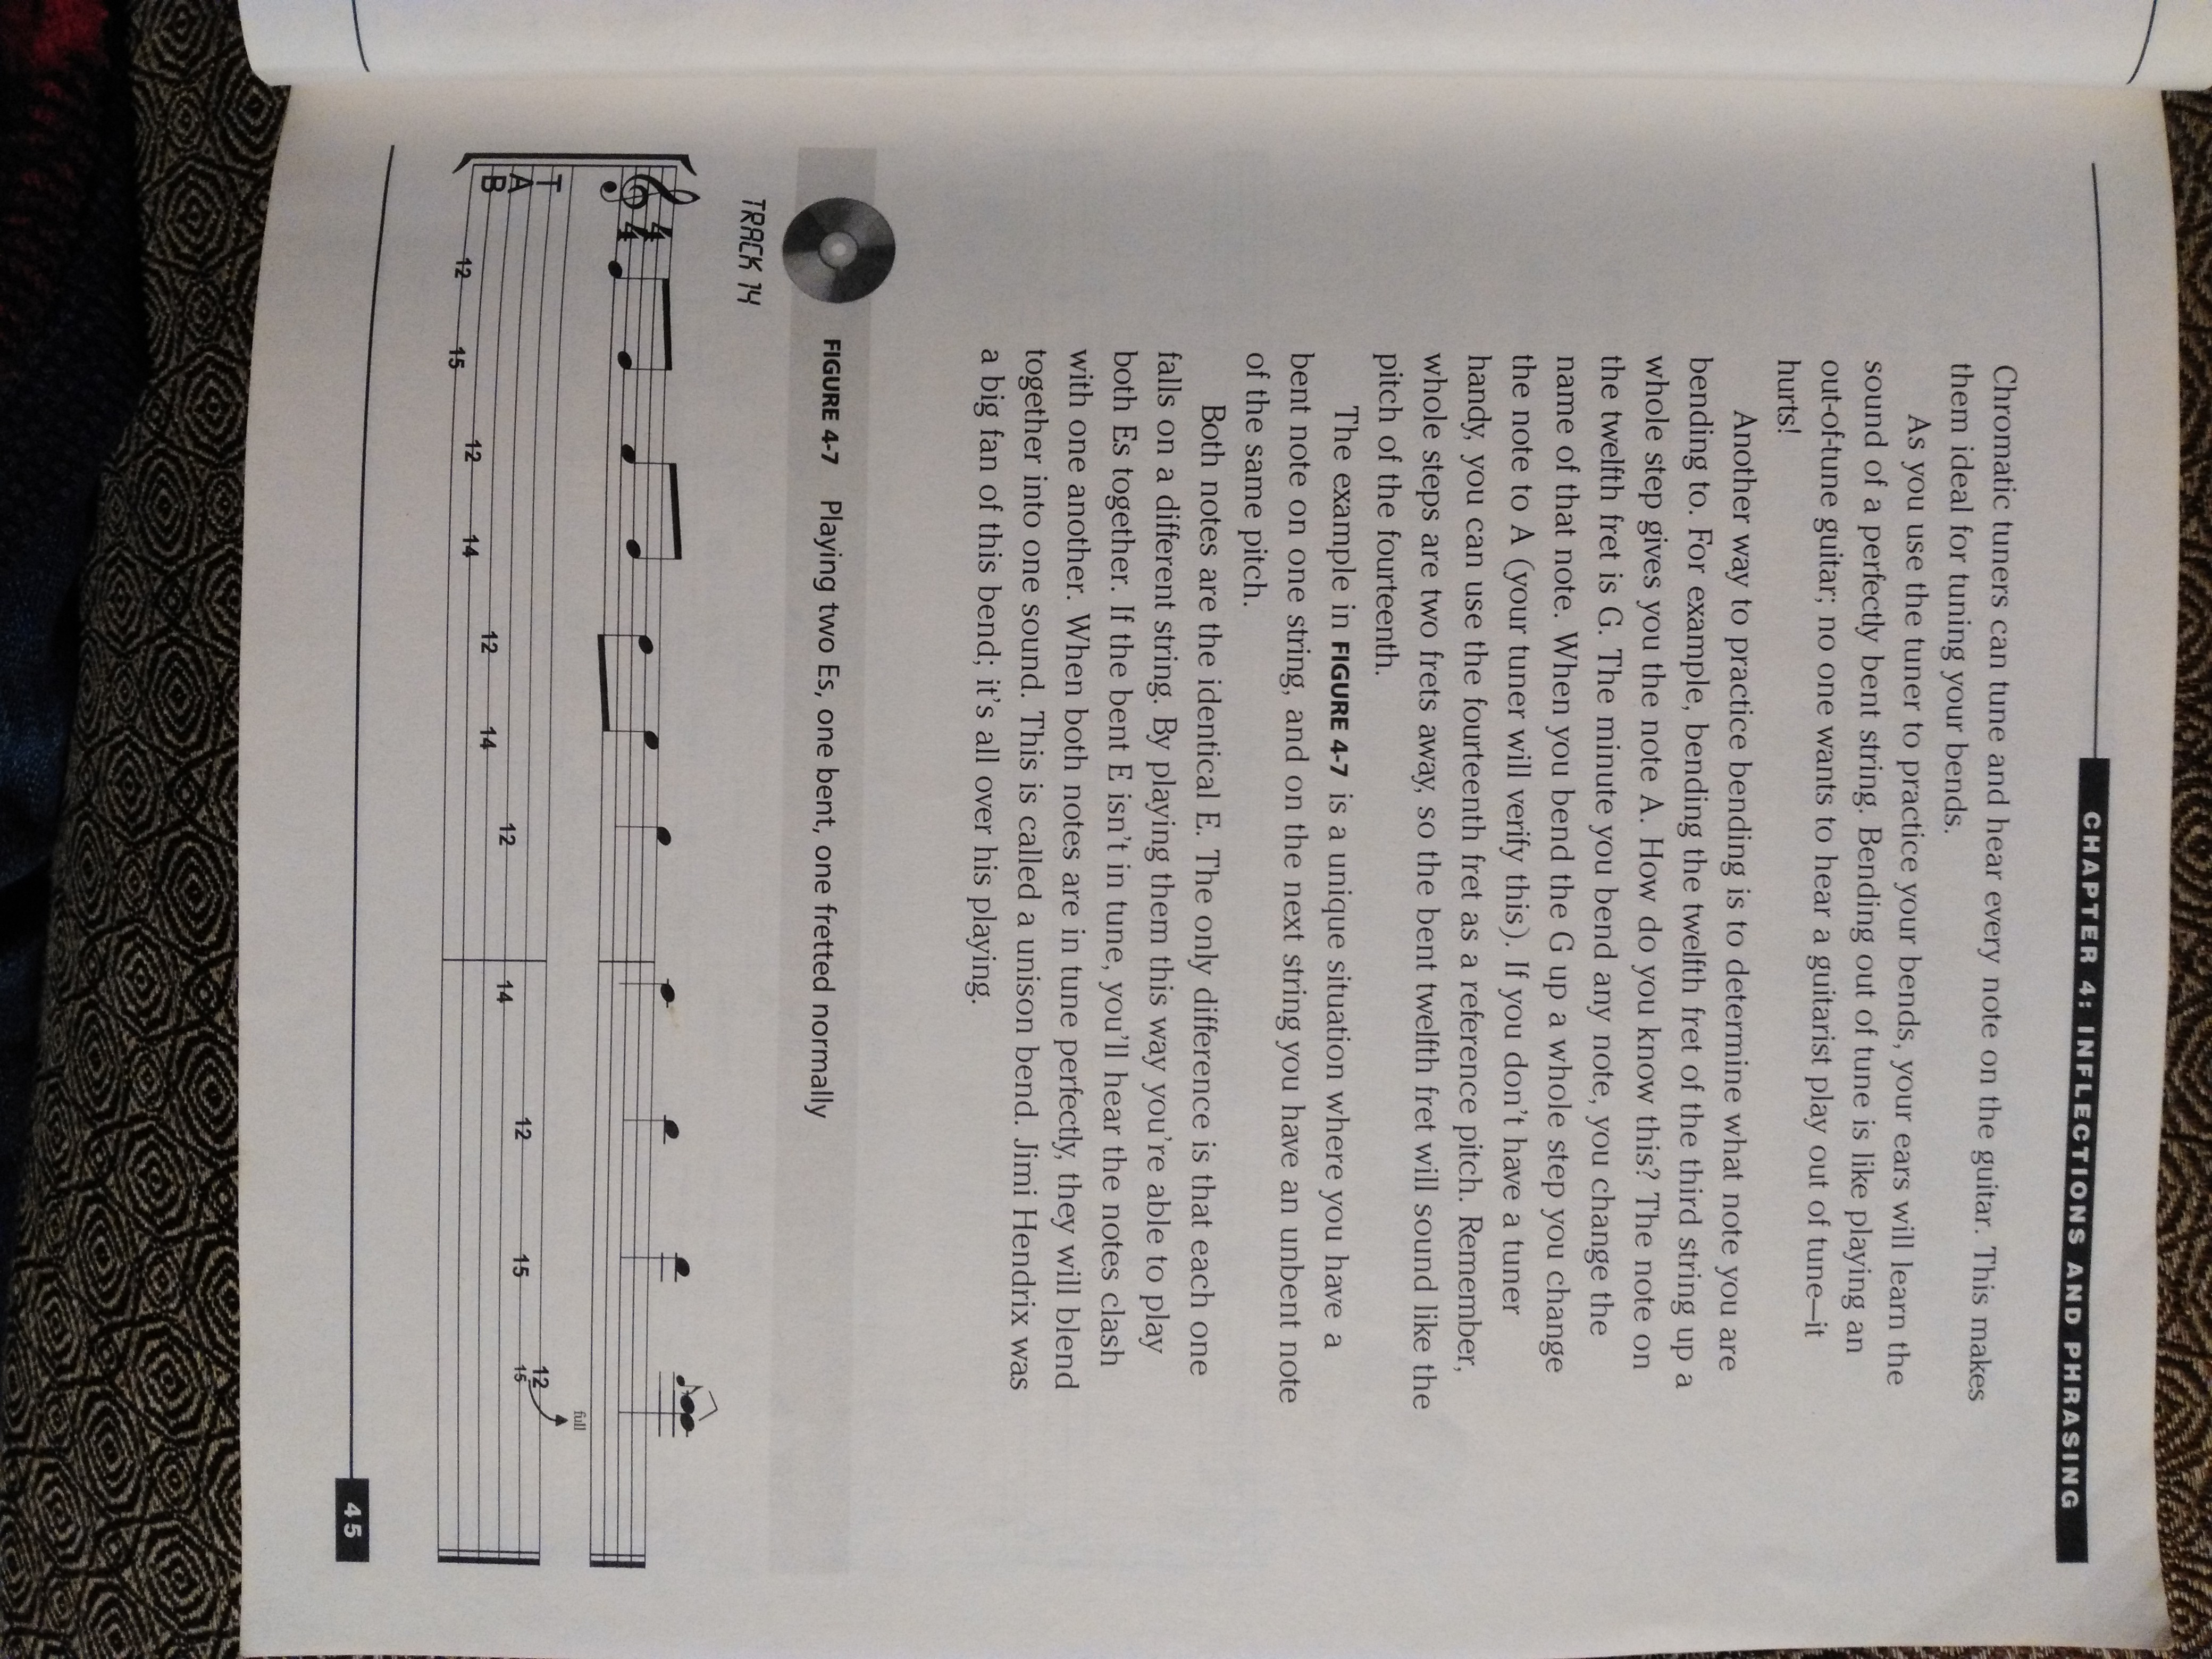 CHAPTER 4: INFLECTIONS AND PHRASING
Chromatic tuners can tune and hear every note on the guitar. This makes
them ideal for tuning your bends.
As you use the tuner to practice your bends, your ears will learn the
sound of a perfectly bent string. Bending out of tune is like playing an
out-of-tune guitar; no one wants to hear a guitarist play out of tune—it
hurts!
Another way to practice bending is to determine what note you are
bending to. For example, bending the twelfth fret of the third string up a
whole step gives you the note A. How do you know this? The note on
the twelfth fret is G. The minute you bend any note, you change the
name of that note. When you bend the G up a whole step you change
the note to A (your tuner will verify this). If you don't have a tuner
handy, you can use the fourteenth fret as a reference pitch. Remember,
whole steps are two frets away, so the bent twelfth fret will sound like the
pitch of the fourteenth.
The example in FIGURE 4-7 is a unique situation where you have a
bent note on one string, and on the next string you have an unbent note
of the same pitch.
Both notes are the identical E. The only difference is that each one
falls on a different string. By playing them this way you're able to play
both Es together. If the bent E isn't in tune, you'll hear the notes clash
with one another. When both notes are in tune perfectly, they will blend
together into one sound. This is called a unison bend. Jimi Hendrix was
a big fan of this bend; it's all over his playing.
FIGURE 4-7 Playing two Es, one bent, one fretted normally
TRACK 14
4
4
full
T
A
B
12 15 12 14 12 14 12 14 12 15 12
15
45